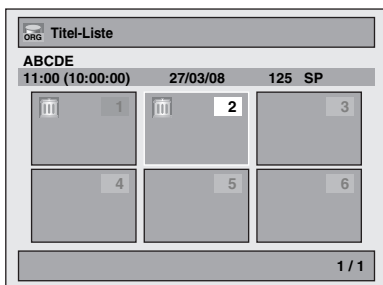 ORG Titel-Liste
ABCDE
11:00 (10:00:00) 27/03/08 125 SP
1 2 3
4 5 6
1 / 1